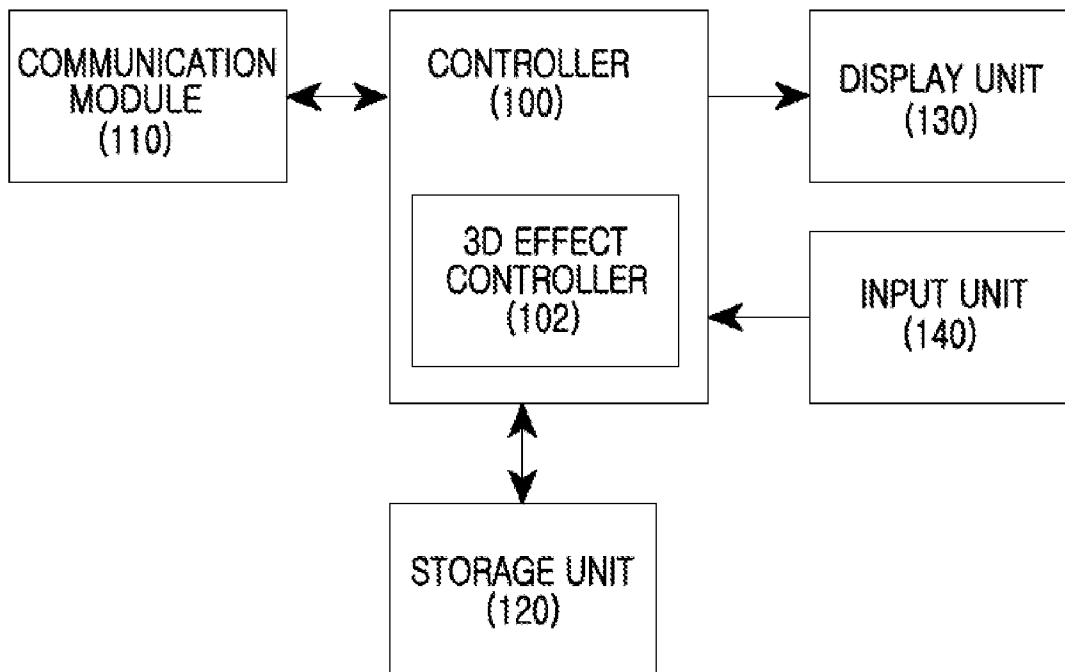 COMMUNICATION
MODULE
(110)
CONTROLLER
(100)
3D EFFECT
CONTROLLER
(102)
DISPLAY UNIT
(130)
INPUT UNIT
(140)
STORAGE UNIT
(120)